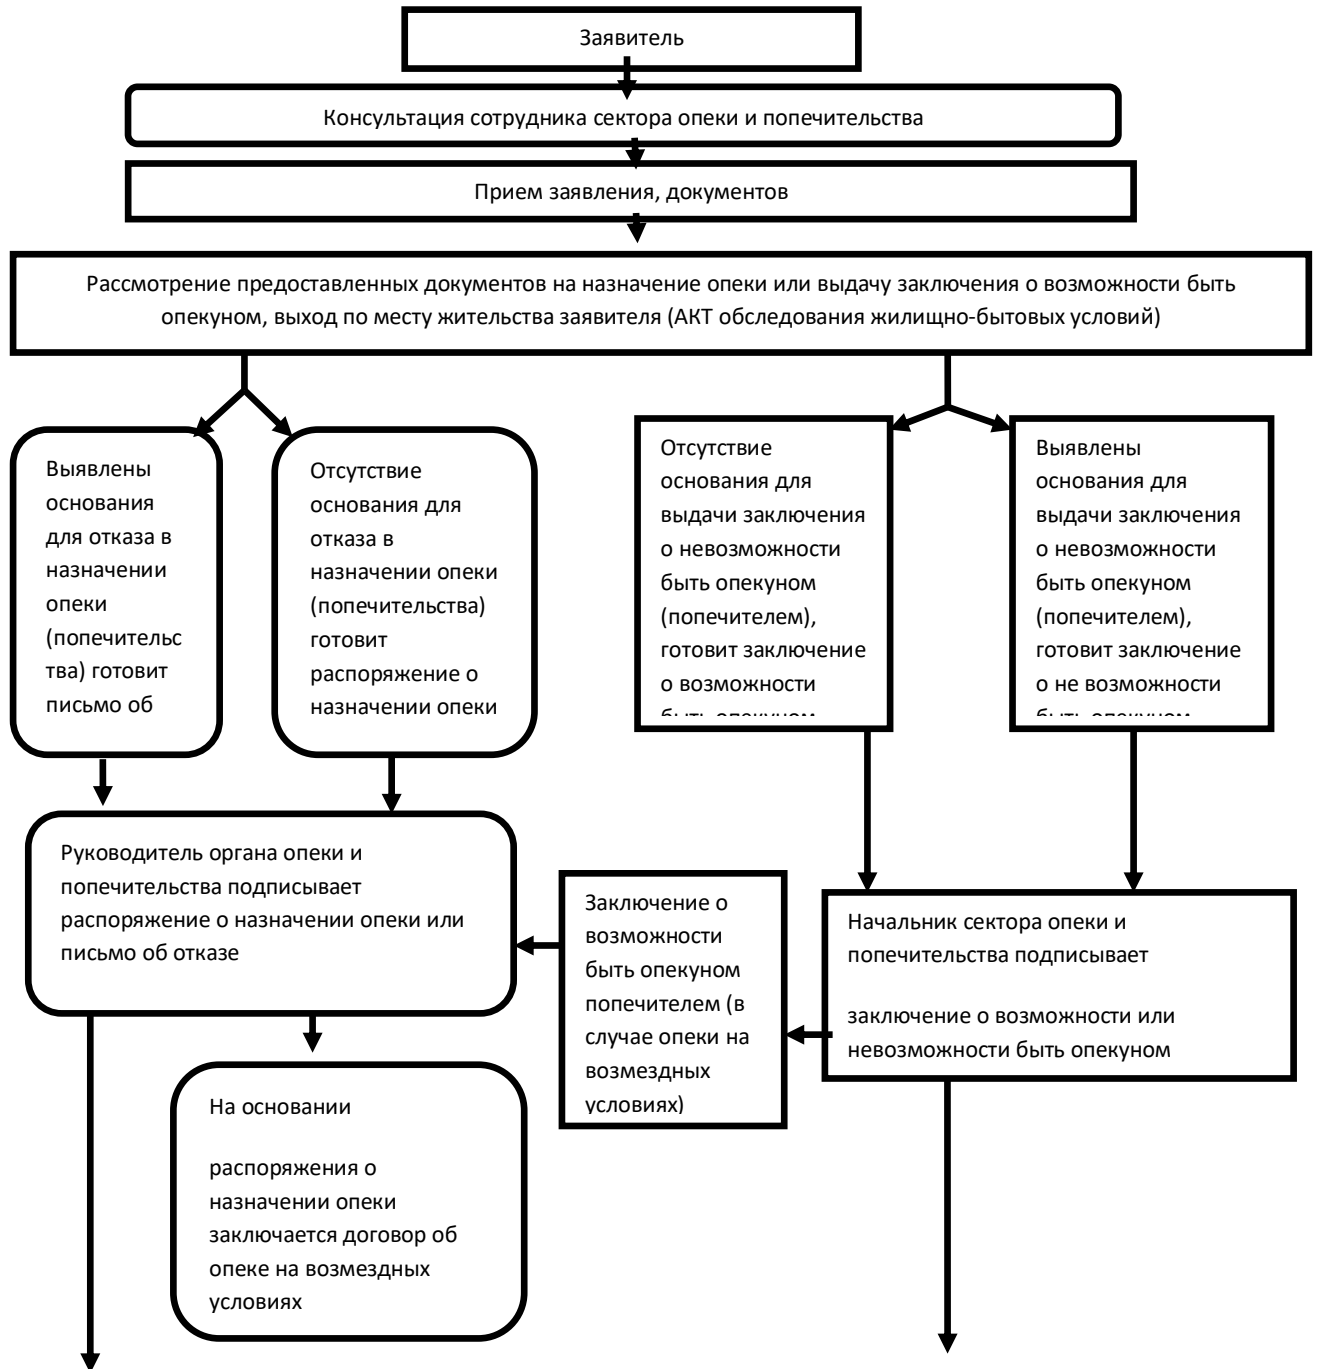 Заявитель
Консультация сотрудника сектора опеки и попечительства
Прием заявления, документов
Рассмотрение предоставленных документов на назначение опеки или выдачу заключения о возможности быть
опекуном, выход по месту жительства заявителя (АКТ обследования жилищно-бытовых условий)
Выявлены
основания
для отказа в
назначении
опеки
(попечительс
тва) готовит
письмо об
Отсутствие
основания для
отказа в
назначении опеки
(попечительства)
готовит
распоряжение о
назначении опеки
Отсутствие
основания для
выдачи заключения
о невозможности
быть опекуном
(попечителем),
готовит заключение
о возможности
быть опекуном
Выявлены
основания для
выдачи заключения
о невозможности
быть опекуном
(попечителем),
готовит заключение
о не возможности
быть опекуном
Руководитель органа опеки и
попечительства подписывает
распоряжение о назначении опеки или
письмо об отказе
Заключение о
возможности
быть опекуном
попечителем (в
случае опеки на
возмездных
условиях)
Начальник сектора опеки и
попечительства подписывает
заключение о возможности или
невозможности быть опекуном
На основании
распоряжения о
назначении опеки
заключается договор об
опеке на возмездных
условиях